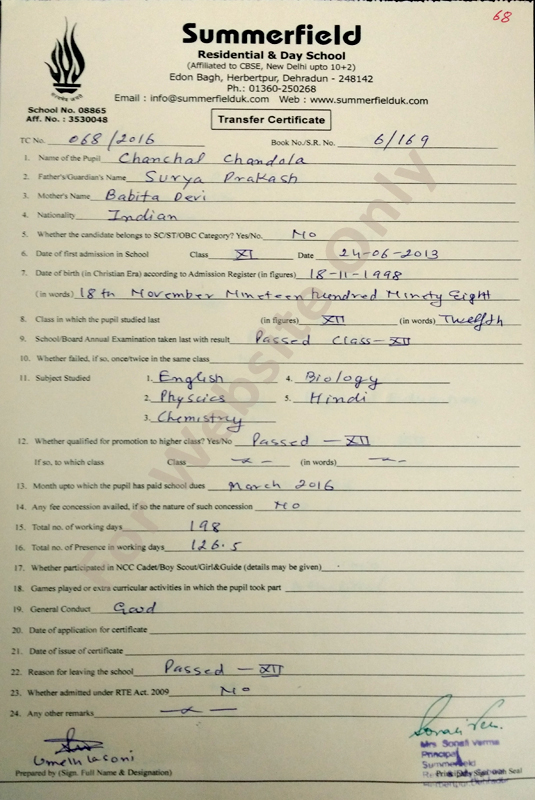 68
Summerfield
Residential & Day School
(Affiliated to CBSE, New Delhi upto 10+2)
Edon Bagh, Herbertpur, Dehradun - 248142
Ph.: 01360-250268
Email : info@summerfielduk.com Web : www.summerfielduk.com
School No. 08865
Aff. No. : 3530048
Transfer Certificate
TC No. 068/2016 Book No./S.R. No. 6/169
1. Name of the Pupil Chanchal Chandola
2. Father's/Guardian's Name Surya Prakash
3. Mother's Name Babita Devi
4. Nationality Indian
5. Whether the candidate belongs to SC/ST/OBC Category? Yes/No. No
6. Date of first admission in School Class XI Date 24-06-2013
7. Date of birth (in Christian Era) according to Admission Register (in figures) 18-11-1998
(in words) 18th November Nineteen hundred Ninety Eight
8. Class in which the pupil studied last (in figures) XII (in words) Twelfth
9. School/Board Annual Examination taken last with result Passed Class-XII
10. Whether failed, if so, once/twice in the same class
11. Subject Studied 1. English 4. Biology
2. Physcics 5. Hindi
3. Chemistry
12. Whether qualified for promotion to higher class? Yes/No Passed - XII
If so, to which class Class -x- (in words) -x-
13. Month upto which the pupil has paid school dues March 2016
14. Any fee concession availed, if so the nature of such concession No
15. Total no. of working days 198
16. Total no. of Presence in working days 126.5
17. Whether participated in NCC Cadet/Boy Scout/Girl&Guide (details may be given)
18. Games played or extra curricular activities in which the pupil took part
19. General Conduct Good
20. Date of application for certificate
21. Date of issue of certificate
22. Reason for leaving the school Passed - XII
23. Whether admitted under RTE Act. 2009 No
24. Any other remarks -x-
Mrs Sonali Verma
Principal
Summerfield
Prepared by (Sign. Full Name & Designation) Seal
For Website Only